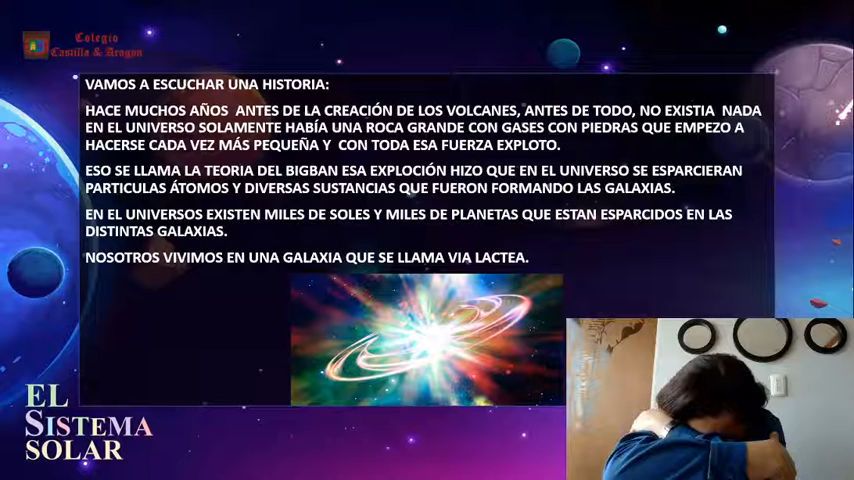 Colegio
Castilla & Aragon
VAMOS A ESCUCHAR UNA HISTORIA:
HACE MUCHOS AÑOS ANTES DE LA CREACIÓN DE LOS VOLCANES, ANTES DE TODO, NO EXISTIA NADA
EN EL UNIVERSO SOLAMENTE HABÍA UNA ROCA GRANDE CON GASES CON PIEDRAS QUE EMPEZO A
HACERSE CADA VEZ MÁS PEQUEÑA Y CON TODA ESA FUERZA EXPLOTO.
ESO SE LLAMA LA TEORIA DEL BIGBAN ESA EXPLOCIÓN HIZO QUE EN EL UNIVERSO SE ESPARCIERAN
PARTICULAS ÁTOMOS Y DIVERSAS SUSTANCIAS QUE FUERON FORMANDO LAS GALAXIAS.
EN EL UNIVERSOS EXISTEN MILES DE SOLES Y MILES DE PLANETAS QUE ESTAN ESPARCIDOS EN LAS
DISTINTAS GALAXIAS.
NOSOTROS VIVIMOS EN UNA GALAXIA QUE SE LLAMA VIA LACTEA.
EL
SISTEMA
SOLAR